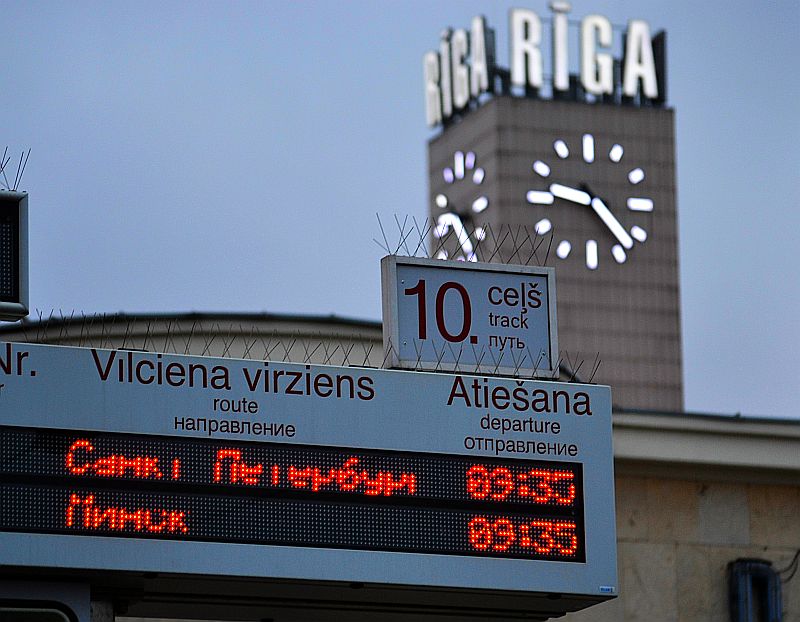 RĪGA RĪGA
10. ceļš
track
путь
Nr. Vilciena virziens Atiešana
r route departure
направление отправление
Санкт Петербург 09:35
Минск 09:35